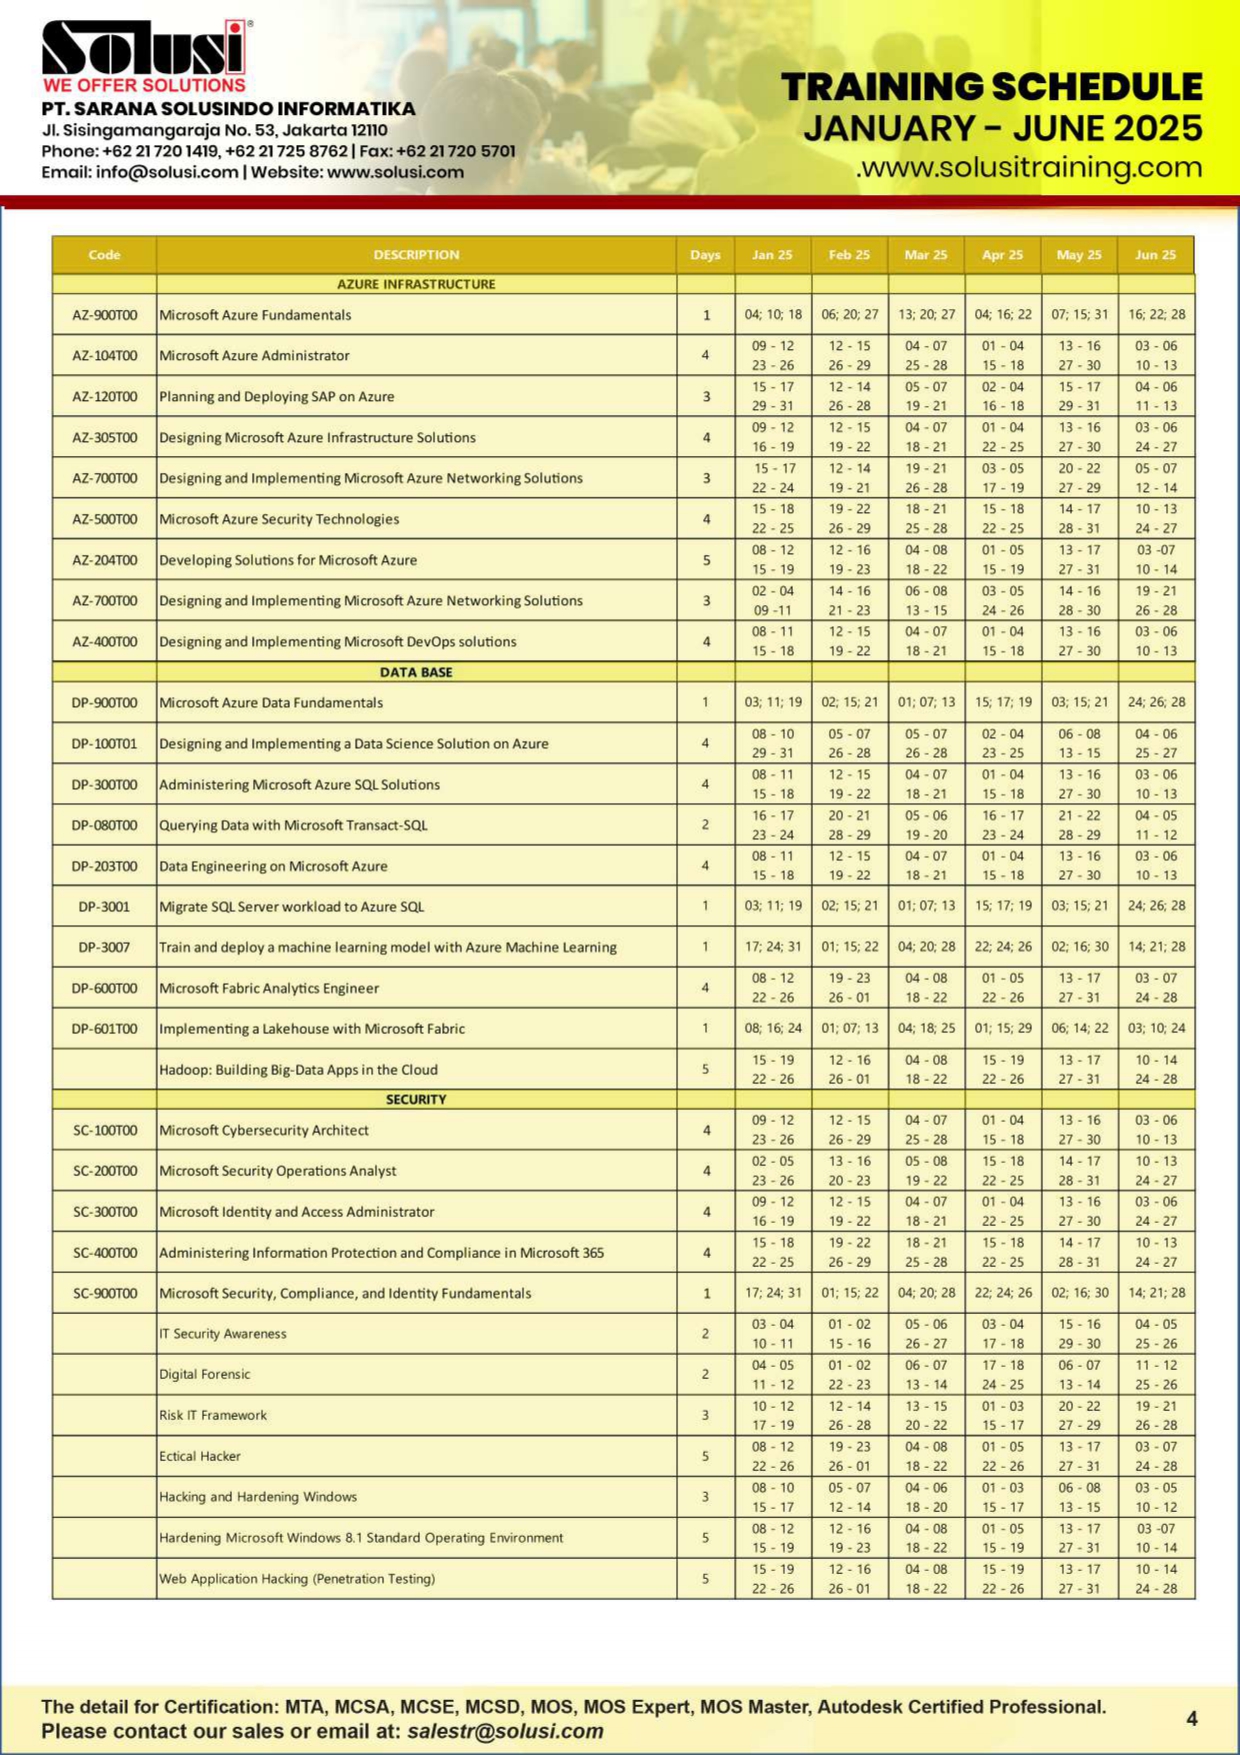 Solusi®
WE OFFER SOLUTIONS
PT. SARANA SOLUSINDO INFORMATIKA
Jl. Sisingamangaraja No. 53, Jakarta 12110
Phone: +62 21 720 1419, +62 21 725 8762 | Fax: +62 21 720 5701
Email: info@solusi.com | Website: www.solusi.com
TRAINING SCHEDULE
JANUARY – JUNE 2025
.www.solusitraining.com
Code DESCRIPTION Days Jan 25 Feb 25 Mar 25 Apr 25 May 25 Jun 25
AZURE INFRASTRUCTURE
AZ-900T00 Microsoft Azure Fundamentals 1 04; 10; 18 06; 20; 27 13; 20; 27 04; 16; 22 07; 15; 31 16; 22; 28
09 - 12 12 - 15 04 - 07 01 - 04 13 - 16 03 - 06
AZ-104T00 Microsoft Azure Administrator 4
23 - 26 26 - 29 25 - 28 15 - 18 27 - 30 10 - 13
15 - 17 12 - 14 05 - 07 02 - 04 15 - 17 04 - 06
AZ-120T00 Planning and Deploying SAP on Azure 3
29 - 31 26 - 28 19 - 21 16 - 18 29 - 31 11 - 13
09 - 12 12 - 15 04 - 07 01 - 04 13 - 16 03 - 06
AZ-305T00 Designing Microsoft Azure Infrastructure Solutions 4
16 - 19 19 - 22 18 - 21 22 - 25 27 - 30 24 - 27
15 - 17 12 - 14 19 - 21 03 - 05 20 - 22 05 - 07
AZ-700T00 Designing and Implementing Microsoft Azure Networking Solutions 3
22 - 24 19 - 21 26 - 28 17 - 19 27 - 29 12 - 14
15 - 18 19 - 22 18 - 21 15 - 18 14 - 17 10 - 13
AZ-500T00 Microsoft Azure Security Technologies 4
22 - 25 26 - 29 25 - 28 22 - 25 28 - 31 24 - 27
08 - 12 12 - 16 04 - 08 01 - 05 13 - 17 03 -07
AZ-204T00 Developing Solutions for Microsoft Azure 5
15 - 19 19 - 23 18 - 22 15 - 19 27 - 31 10 - 14
02 - 04 14 - 16 06 - 08 03 - 05 14 - 16 19 - 21
AZ-700T00 Designing and Implementing Microsoft Azure Networking Solutions 3
09 -11 21 - 23 13 - 15 24 - 26 28 - 30 26 - 28
08 - 11 12 - 15 04 - 07 01 - 04 13 - 16 03 - 06
AZ-400T00 Designing and Implementing Microsoft DevOps solutions 4
15 - 18 19 - 22 18 - 21 15 - 18 27 - 30 10 - 13
DATA BASE
DP-900T00 Microsoft Azure Data Fundamentals 1 03; 11; 19 02; 15; 21 01; 07; 13 15; 17; 19 03; 15; 21 24; 26; 28
08 - 10 05 - 07 05 - 07 02 - 04 06 - 08 04 - 06
DP-100T01 Designing and Implementing a Data Science Solution on Azure 4
29 - 31 26 - 28 26 - 28 23 - 25 13 - 15 25 - 27
08 - 11 12 - 15 04 - 07 01 - 04 13 - 16 03 - 06
DP-300T00 Administering Microsoft Azure SQL Solutions 4
15 - 18 19 - 22 18 - 21 15 - 18 27 - 30 10 - 13
16 - 17 20 - 21 05 - 06 16 - 17 21 - 22 04 - 05
DP-080T00 Querying Data with Microsoft Transact-SQL 2
23 - 24 28 - 29 19 - 20 23 - 24 28 - 29 11 - 12
08 - 11 12 - 15 04 - 07 01 - 04 13 - 16 03 - 06
DP-203T00 Data Engineering on Microsoft Azure 4
15 - 18 19 - 22 18 - 21 15 - 18 27 - 30 10 - 13
DP-3001 Migrate SQL Server workload to Azure SQL 1 03; 11; 19 02; 15; 21 01; 07; 13 15; 17; 19 03; 15; 21 24; 26; 28
DP-3007 Train and deploy a machine learning model with Azure Machine Learning 1 17; 24; 31 01; 15; 22 04; 20; 28 22; 24; 26 02; 16; 30 14; 21; 28
08 - 12 19 - 23 04 - 08 01 - 05 13 - 17 03 - 07
DP-600T00 Microsoft Fabric Analytics Engineer 4
22 - 26 26 - 01 18 - 22 22 - 26 27 - 31 24 - 28
DP-601T00 Implementing a Lakehouse with Microsoft Fabric 1 08; 16; 24 01; 07; 13 04; 18; 25 01; 15; 29 06; 14; 22 03; 10; 24
15 - 19 12 - 16 04 - 08 15 - 19 13 - 17 10 - 14
Hadoop: Building Big-Data Apps in the Cloud 5
22 - 26 26 - 01 18 - 22 22 - 26 27 - 31 24 - 28
SECURITY
09 - 12 12 - 15 04 - 07 01 - 04 13 - 16 03 - 06
SC-100T00 Microsoft Cybersecurity Architect 4
23 - 26 26 - 29 25 - 28 15 - 18 27 - 30 10 - 13
02 - 05 13 - 16 05 - 08 15 - 18 14 - 17 10 - 13
SC-200T00 Microsoft Security Operations Analyst 4
23 - 26 20 - 23 19 - 22 22 - 25 28 - 31 24 - 27
09 - 12 12 - 15 04 - 07 01 - 04 13 - 16 03 - 06
SC-300T00 Microsoft Identity and Access Administrator 4
16 - 19 19 - 22 18 - 21 22 - 25 27 - 30 24 - 27
15 - 18 19 - 22 18 - 21 15 - 18 14 - 17 10 - 13
SC-400T00 Administering Information Protection and Compliance in Microsoft 365 4
22 - 25 26 - 29 25 - 28 22 - 25 28 - 31 24 - 27
SC-900T00 Microsoft Security, Compliance, and Identity Fundamentals 1 17; 24; 31 01; 15; 22 04; 20; 28 22; 24; 26 02; 16; 30 14; 21; 28
03 - 04 01 - 02 05 - 06 03 - 04 15 - 16 04 - 05
IT Security Awareness 2
10 - 11 15 - 16 26 - 27 17 - 18 29 - 30 25 - 26
04 - 05 01 - 02 06 - 07 17 - 18 06 - 07 11 - 12
Digital Forensic 2
11 - 12 22 - 23 13 - 14 24 - 25 13 - 14 25 - 26
10 - 12 12 - 14 13 - 15 01 - 03 20 - 22 19 - 21
Risk IT Framework 3
17 - 19 26 - 28 20 - 22 15 - 17 27 - 29 26 - 28
08 - 12 19 - 23 04 - 08 01 - 05 13 - 17 03 - 07
Ectical Hacker 5
22 - 26 26 - 01 18 - 22 22 - 26 27 - 31 24 - 28
08 - 10 05 - 07 04 - 06 01 - 03 06 - 08 03 - 05
Hacking and Hardening Windows 3
15 - 17 12 - 14 18 - 20 15 - 17 13 - 15 10 - 12
08 - 12 12 - 16 04 - 08 01 - 05 13 - 17 03 -07
Hardening Microsoft Windows 8.1 Standard Operating Environment 5
15 - 19 19 - 23 18 - 22 15 - 19 27 - 31 10 - 14
15 - 19 12 - 16 04 - 08 15 - 19 13 - 17 10 - 14
Web Application Hacking (Penetration Testing) 5
22 - 26 26 - 01 18 - 22 22 - 26 27 - 31 24 - 28
The detail for Certification: MTA, MCSA, MCSE, MCSD, MOS, MOS Expert, MOS Master, Autodesk Certified Professional.
Please contact our sales or email at: salestr@solusi.com
4